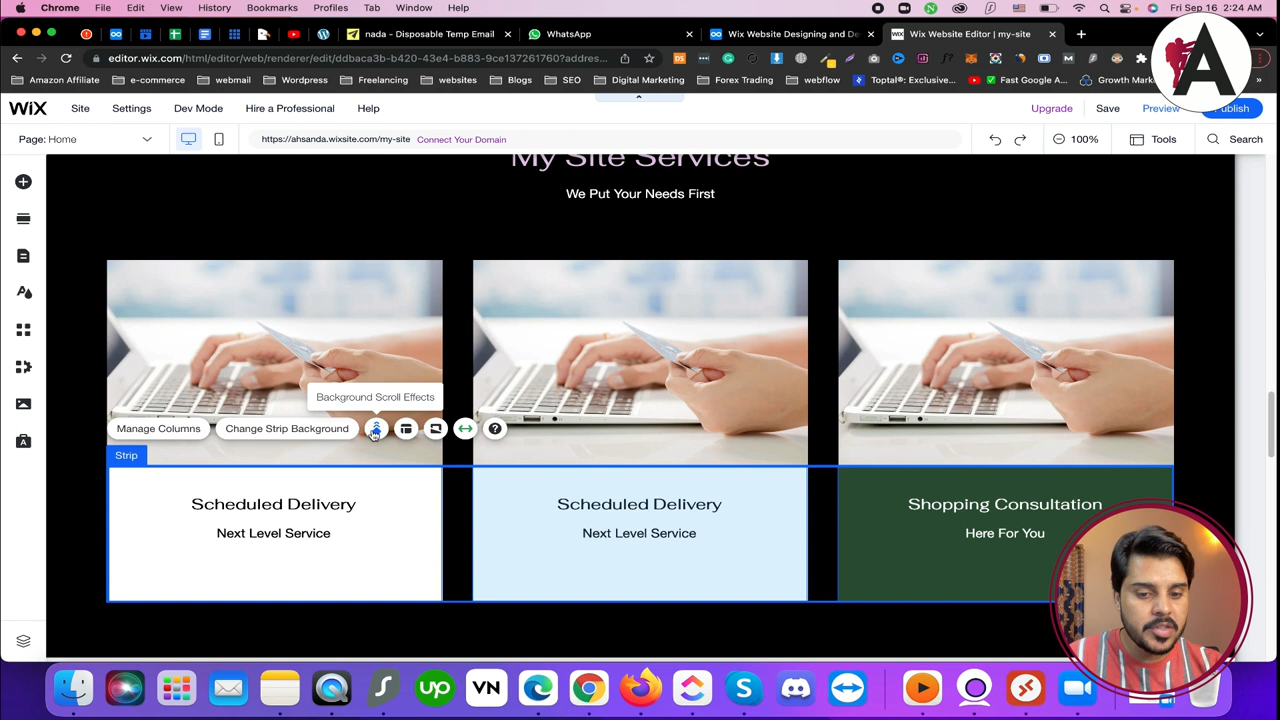 Chrome File Edit View History Bookmarks Profiles Tab Window Help Fri Sep 16 2:24 AM
nada - Disposable Temp Email WhatsApp Wix Website Designing and De Wix Website Editor | my-site
editor.wix.com/html/editor/web/renderer/edit/ddbaca3b-b420-43e4-b883-9ce137261760?addres...
Amazon Affiliate e-commerce webmail Wordpress Freelancing websites Blogs SEO Digital Marketing Forex Trading webflow Toptal®: Exclusive... Fast Google A... Growth Mark
WIX Site Settings Dev Mode Hire a Professional Help Upgrade Save Preview Publish
Page: Home https://ahsanda.wixsite.com/my-site Connect Your Domain 100% Tools Search
My Site Services
We Put Your Needs First
Background Scroll Effects
Manage Columns Change Strip Background
Strip
Scheduled Delivery Scheduled Delivery Shopping Consultation
Next Level Service Next Level Service Here For You
up VN